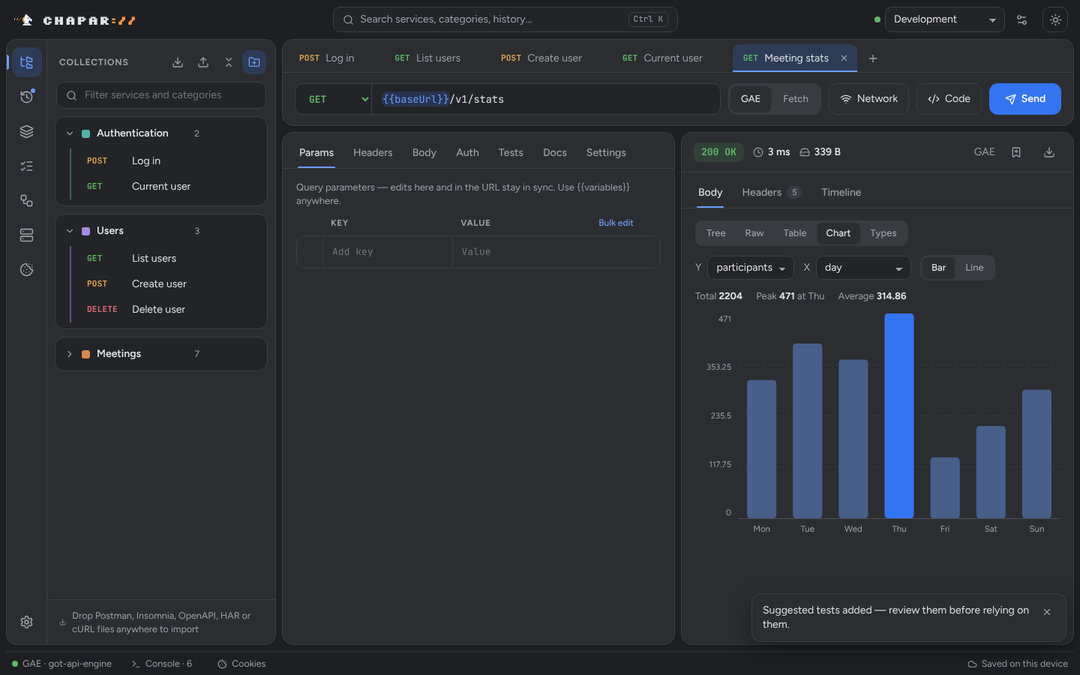 CHAPAR://
Search services, categories, history...
Ctrl K
Development
COLLECTIONS
Filter services and categories
Authentication 2
POST Log in
GET Current user
Users 3
GET List users
POST Create user
DELETE Delete user
Meetings 7
Drop Postman, Insomnia, OpenAPI, HAR or
cURL files anywhere to import
POST Log in
GET List users
POST Create user
GET Current user
GET Meeting stats
GET
{{baseUrl}}/v1/stats
GAE Fetch
Network
Code
Send
Params Headers Body Auth Tests Docs Settings
Query parameters — edits here and in the URL stay in sync. Use {{variables}}
anywhere.
KEY VALUE Bulk edit
Add key Value
200 OK 3 ms 339 B GAE
Body Headers 5 Timeline
Tree Raw Table Chart Types
Y participants X day Bar Line
Total 2204 Peak 471 at Thu Average 314.86
471
353.25
235.5
117.75
0
Mon Tue Wed Thu Fri Sat Sun
Suggested tests added — review them before relying on
them.
GAE · got-api-engine
Console · 6
Cookies
Saved on this device